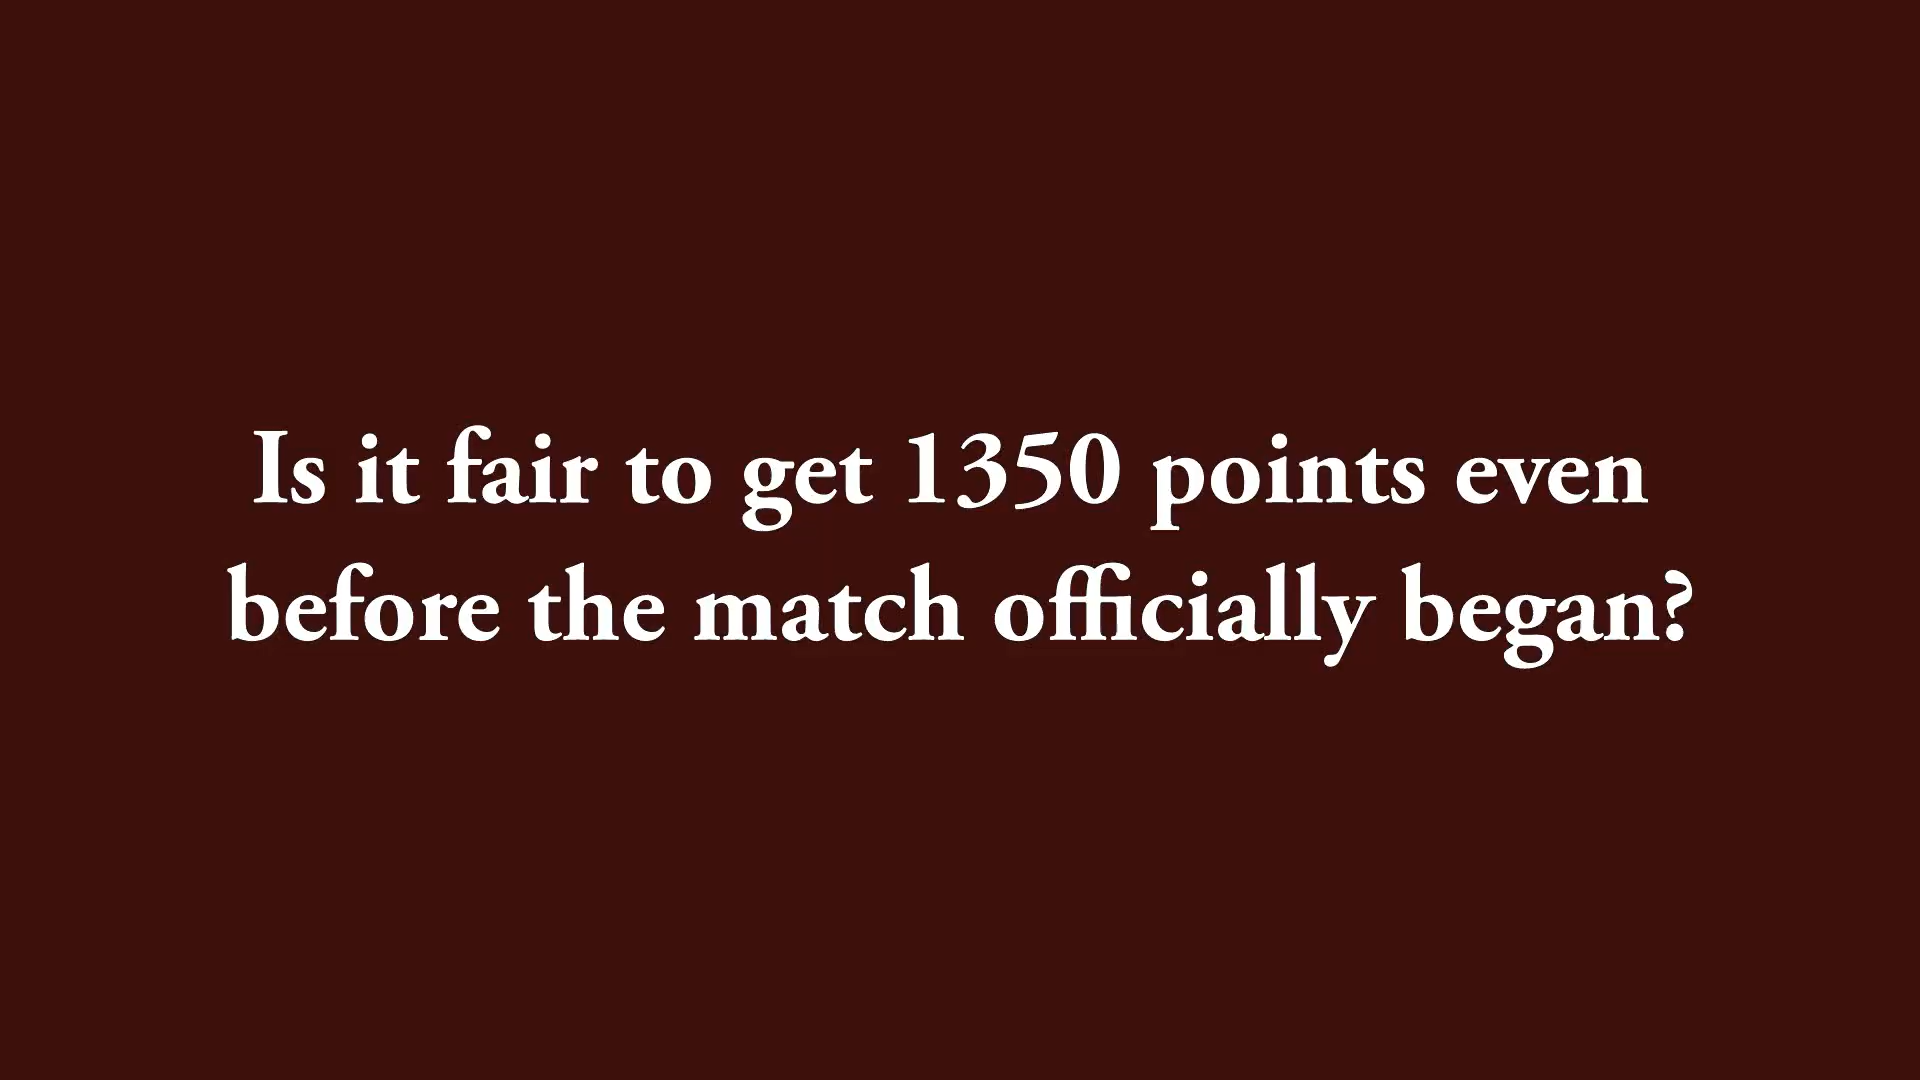 Is it fair to get 1350 points even
before the match officially began?